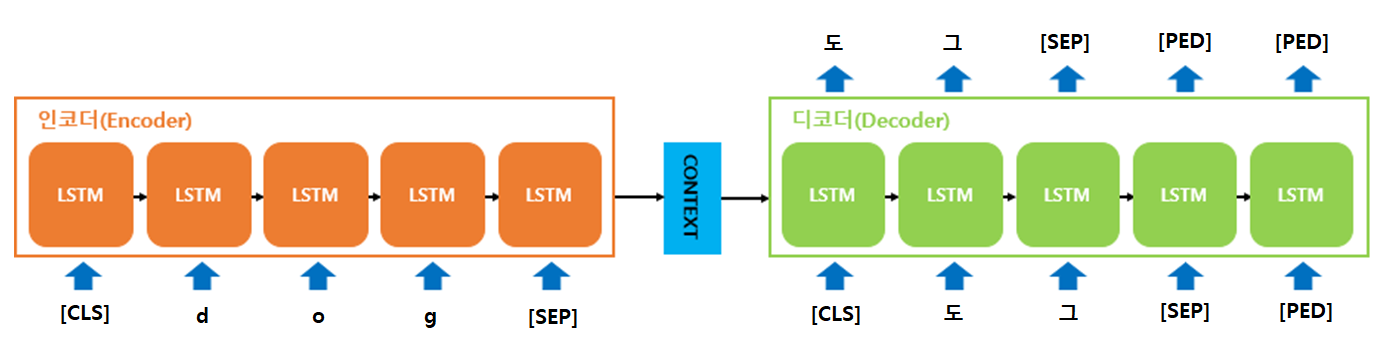 도 그 [SEP] [PED] [PED]
인코더(Encoder)
LSTM LSTM LSTM LSTM LSTM
CONTEXT
디코더(Decoder)
LSTM LSTM LSTM LSTM LSTM
[CLS] d o g [SEP]
[CLS] 도 그 [SEP] [PED]